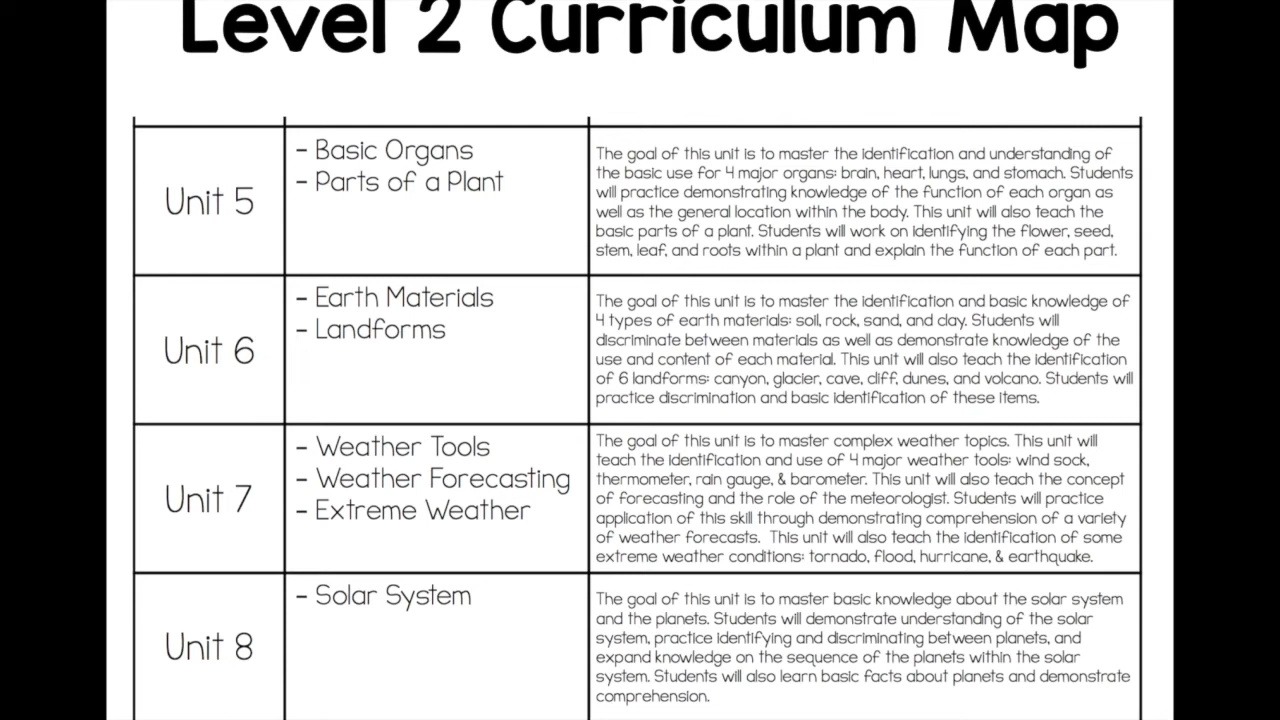 Level 2 Curriculum Map
Unit 5
- Basic Organs
- Parts of a Plant
The goal of this unit is to master the identification and understanding of
the basic use for 4 major organs: brain, heart, lungs, and stomach. Students
will practice demonstrating knowledge of the function of each organ as
well as the general location within the body. This unit will also teach the
basic parts of a plant. Students will work on identifying the flower, seed,
stem, leaf, and roots within a plant and explain the function of each part.
Unit 6
- Earth Materials
- Landforms
The goal of this unit is to master the identification and basic knowledge of
4 types of earth materials: soil, rock, sand, and clay. Students will
discriminate between materials as well as demonstrate knowledge of the
use and content of each material. This unit will also teach the identification
of 6 landforms: canyon, glacier, cave, cliff, dunes, and volcano. Students will
practice discrimination and basic identification of these items.
Unit 7
- Weather Tools
- Weather Forecasting
- Extreme Weather
The goal of this unit is to master complex weather topics. This unit will
teach the identification and use of 4 major weather tools: wind sock,
thermometer, rain gauge, & barometer. This unit will also teach the concept
of forecasting and the role of the meteorologist. Students will practice
application of this skill through demonstrating comprehension of a variety
of weather forecasts. This unit will also teach the identification of some
extreme weather conditions: tornado, flood, hurricane, & earthquake.
Unit 8
- Solar System
The goal of this unit is to master basic knowledge about the solar system
and the planets. Students will demonstrate understanding of the solar
system, practice identifying and discriminating between planets, and
expand knowledge on the sequence of the planets within the solar
system. Students will also learn basic facts about planets and demonstrate
comprehension.